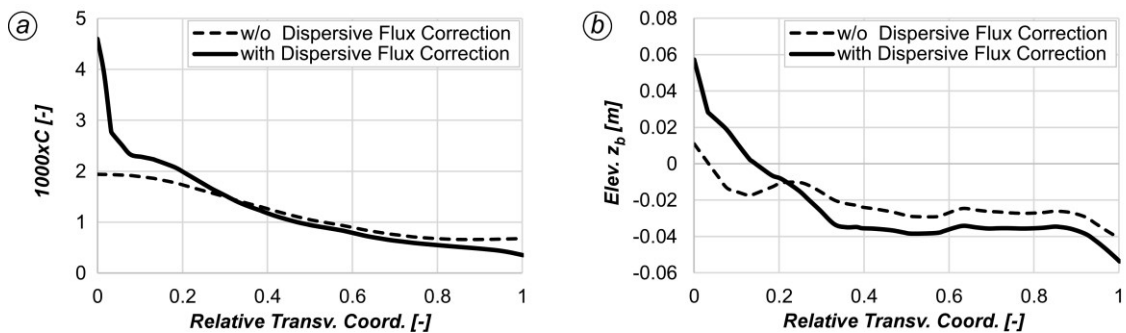 a
w/o Dispersive Flux Correction
with Dispersive Flux Correction
1000xC [-]
5
4
3
2
1
0
0 0.2 0.4 0.6 0.8 1
Relative Transv. Coord. [-]
b
w/o Dispersive Flux Correction
with Dispersive Flux Correction
Elev. z_b [m]
0.08
0.06
0.04
0.02
0
-0.02
-0.04
-0.06
0 0.2 0.4 0.6 0.8 1
Relative Transv. Coord. [-]